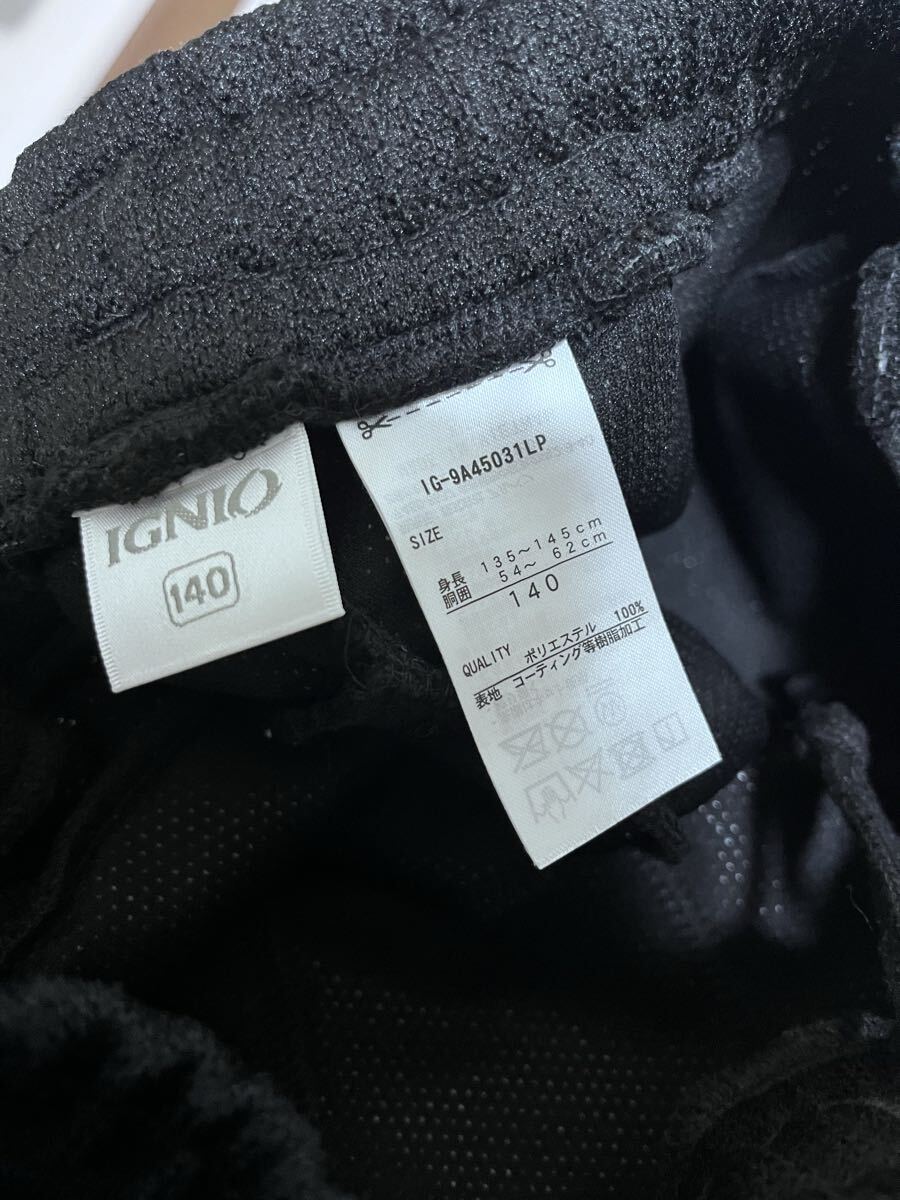 IGNIO
140
IG-9A45031LP
SIZE
身長 135~145cm
胴囲 54~ 62cm
140
QUALITY ポリエステル 100%
表地 コーティング等樹脂加工